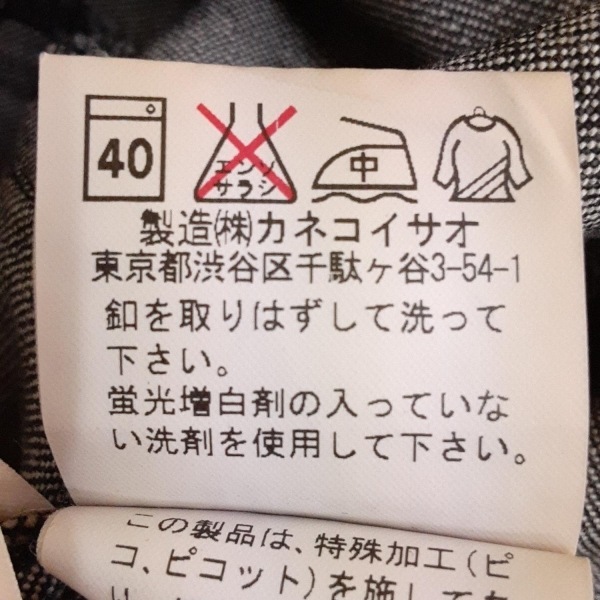 40
エンソ
サラシ
中
製造(株)カネコイサオ
東京都渋谷区千駄ヶ谷3-54-1
釦を取りはずして洗って
下さい。
蛍光増白剤の入っていな
い洗剤を使用して下さい。
この製品は、特殊加工(ピ
コ、ピコット)を施してあ